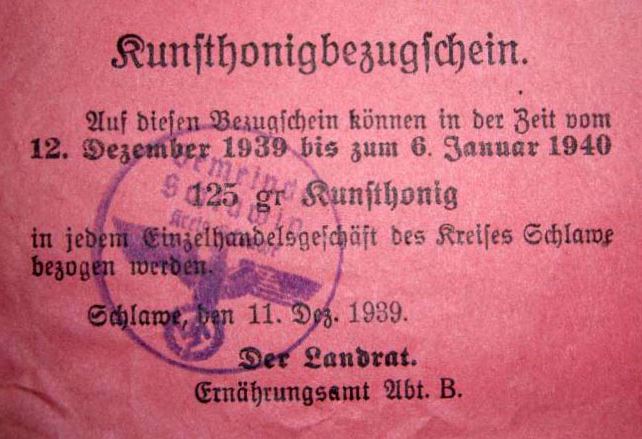 Kunsthonigbezugschein.
Auf diesen Bezugschein können in der Zeit vom
12. Dezember 1939 bis zum 6. Januar 1940
125 gr Kunsthonig
in jedem Einzelhandelsgeschäft des Kreises Schlawe
bezogen werden.
Schlawe, den 11. Dez. 1939.
Der Landrat.
Ernährungsamt Abt. B.
Gemeinde